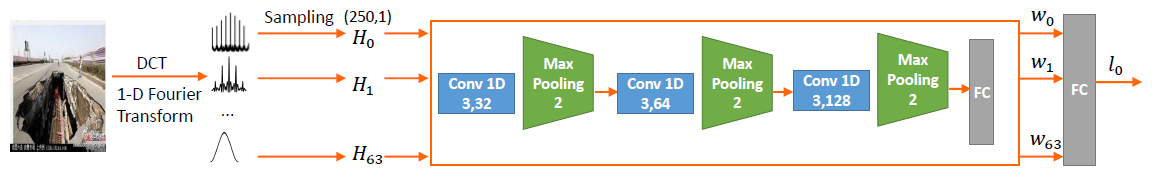 Sampling (250,1)
DCT
1-D Fourier
Transform
...
H₀
H₁
H₆₃
Conv 1D
3,32
Max
Pooling
2
Conv 1D
3,64
Max
Pooling
2
Conv 1D
3,128
Max
Pooling
2
FC
w₀
w₁
w₆₃
FC
l₀